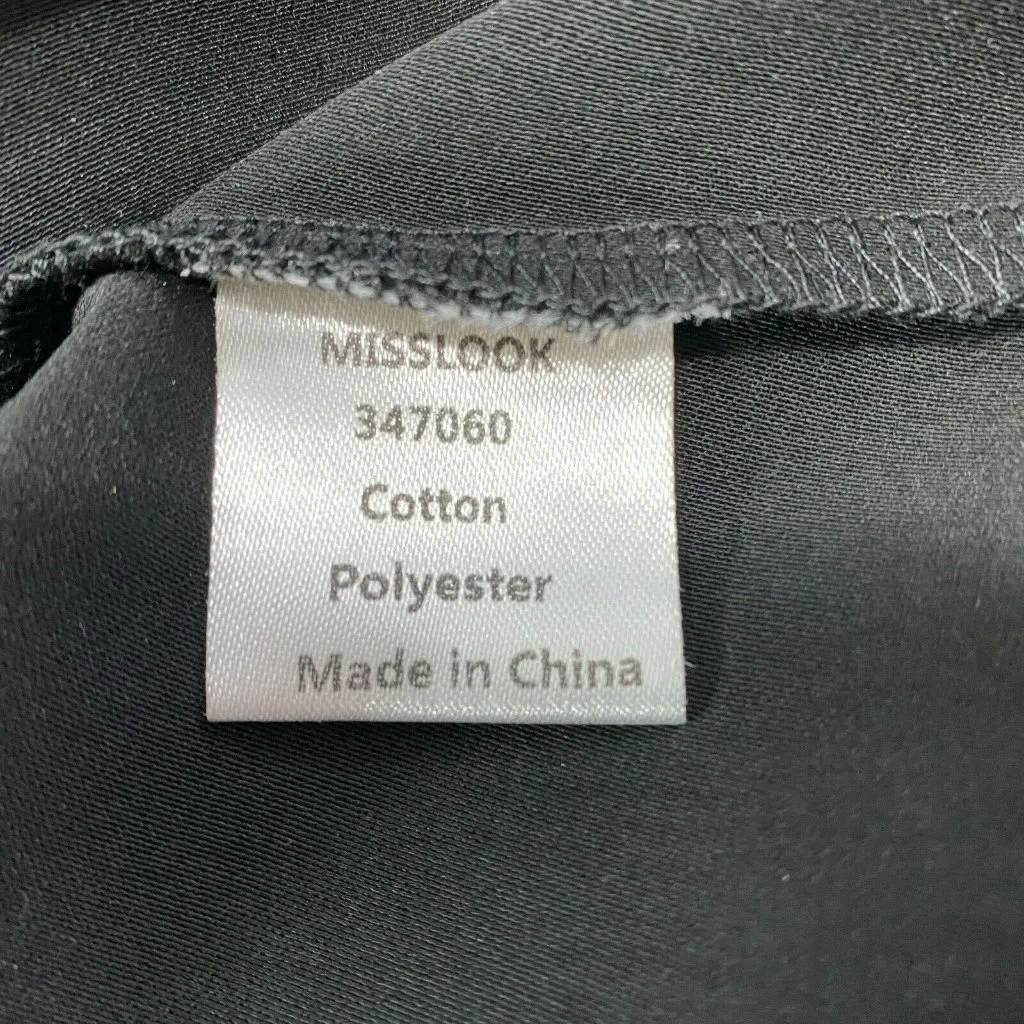 MISSLOOK
347060
Cotton
Polyester
Made in China